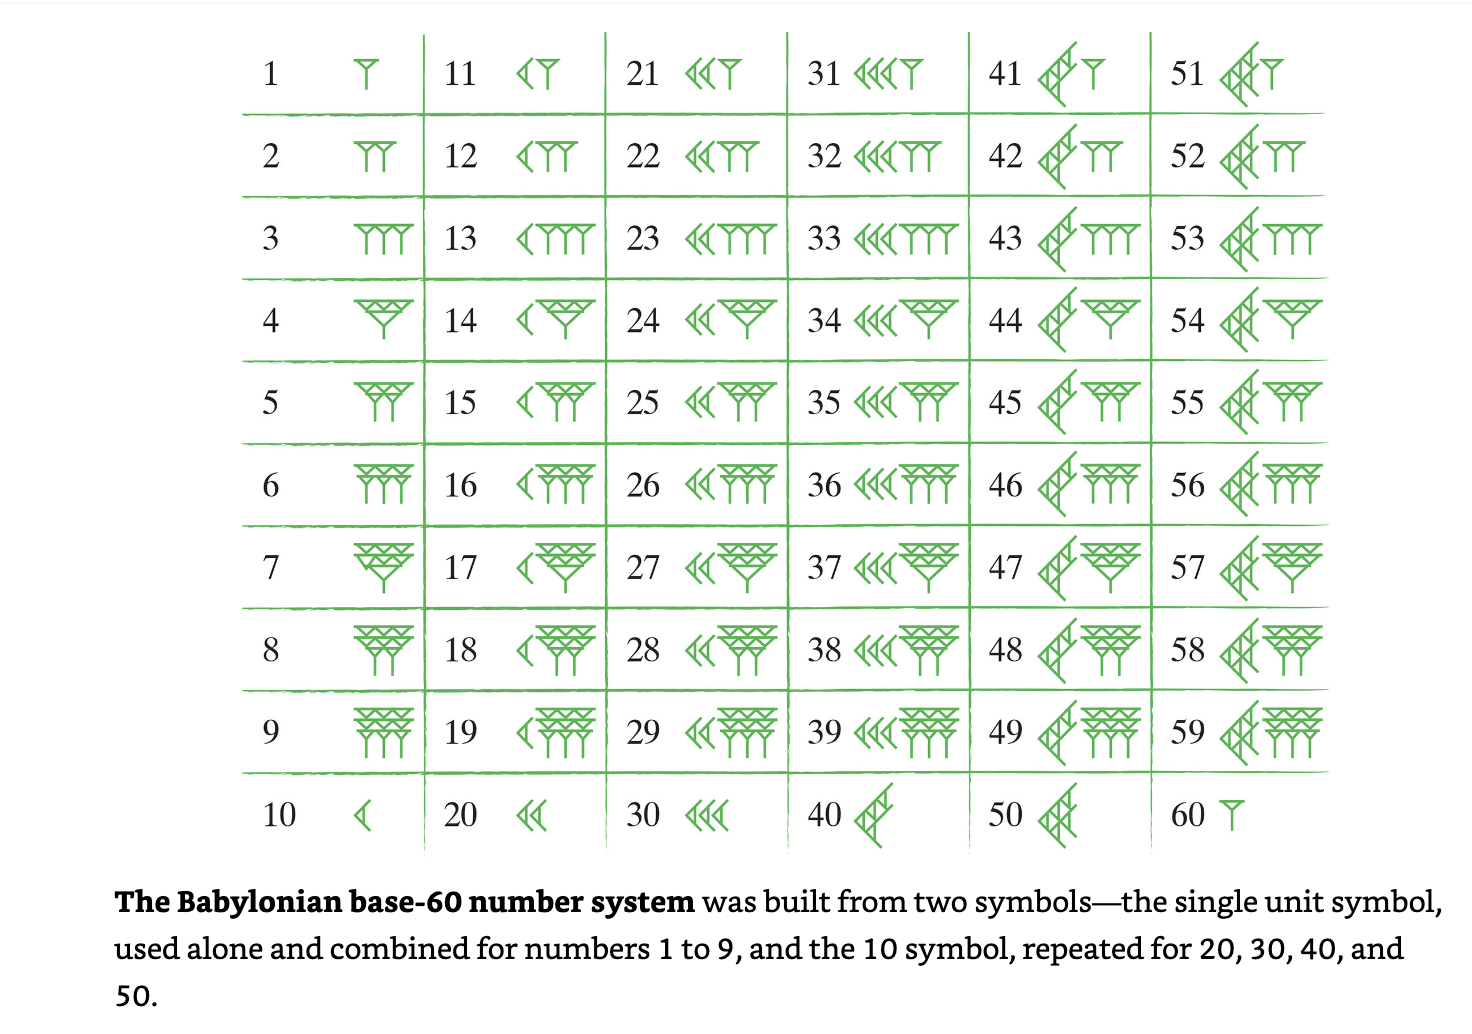 1 11 21 31 41 51
2 12 22 32 42 52
3 13 23 33 43 53
4 14 24 34 44 54
5 15 25 35 45 55
6 16 26 36 46 56
7 17 27 37 47 57
8 18 28 38 48 58
9 19 29 39 49 59
10 20 30 40 50 60
The Babylonian base-60 number system was built from two symbols—the single unit symbol,
used alone and combined for numbers 1 to 9, and the 10 symbol, repeated for 20, 30, 40, and
50.